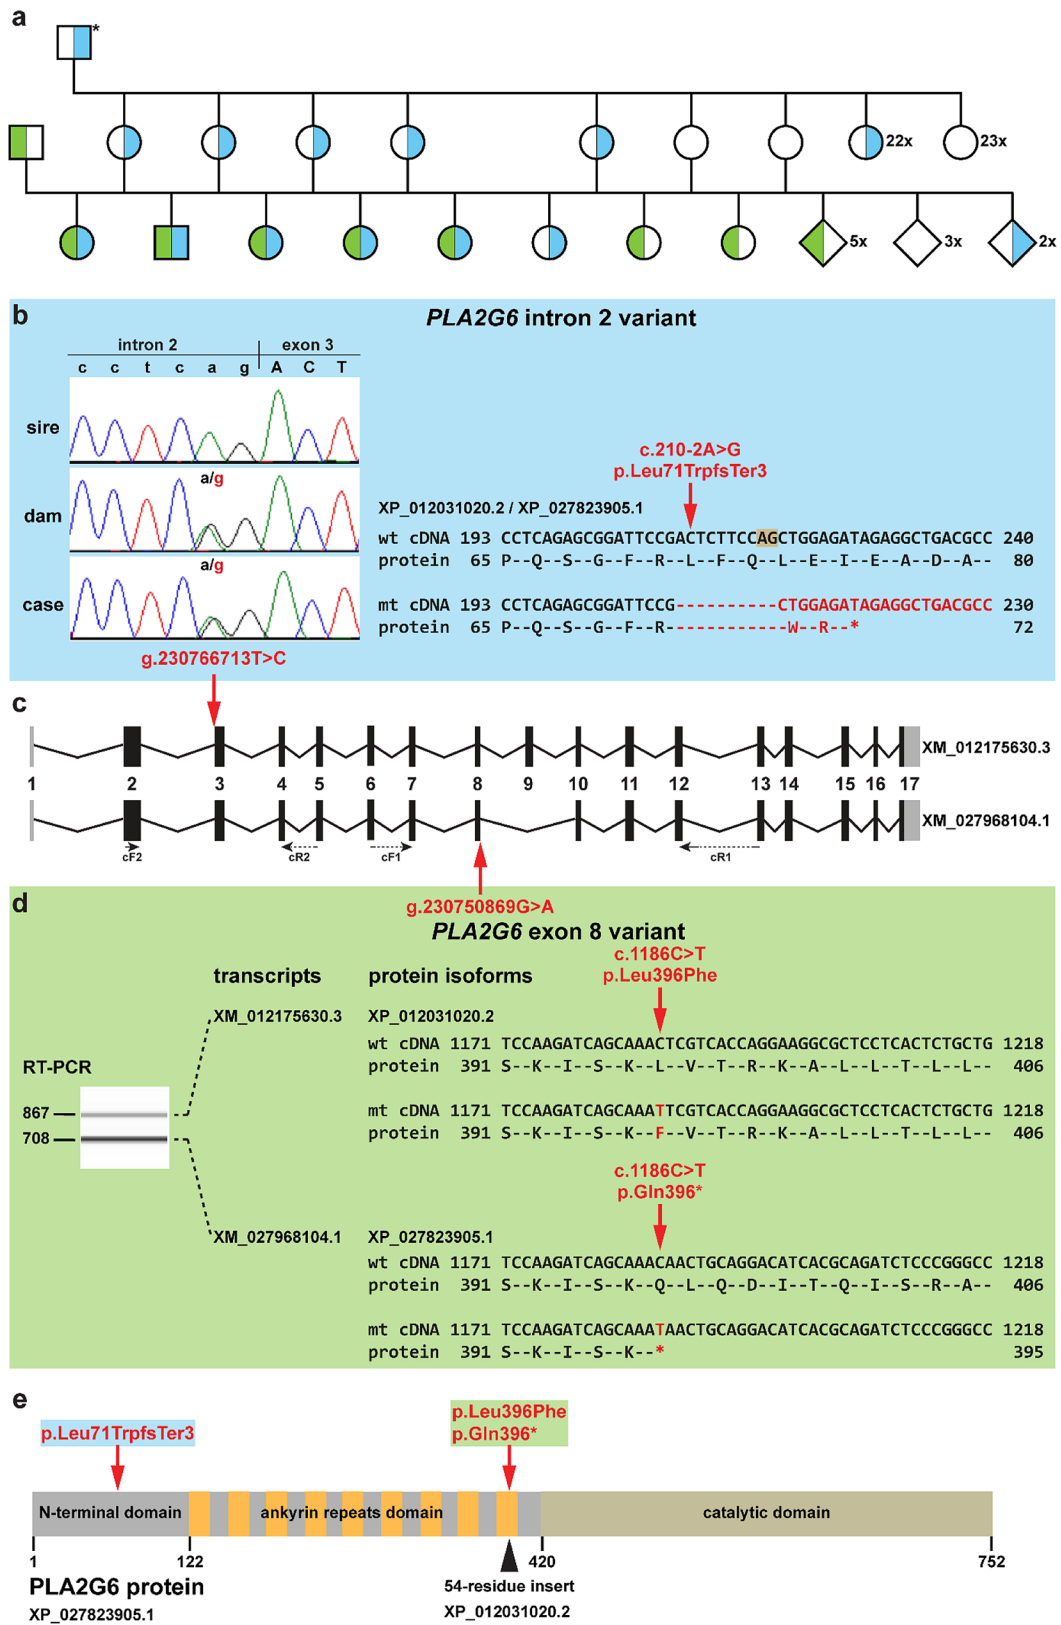 a
*
22x
23x
5x
3x
2x
b
PLA2G6 intron 2 variant
intron 2
exon 3
c c t c a g A C T
sire
a/g
dam
a/g
case
g.230766713T>C
c.210-2A>G
p.Leu71TrpfsTer3
XP_012031020.2 / XP_027823905.1
wt cDNA 193 CCTCAGAGCGGATTCCGACTCTTCCAGCTGGAGATAGAGGCTGACGCC 240
protein 65 P--Q--S--G--F--R--L--F--Q--L--E--I--E--A--D--A-- 80
mt cDNA 193 CCTCAGAGCGGATTCCG----------CTGGAGATAGAGGCTGACGCC 230
protein 65 P--Q--S--G--F--R-----------W--R--* 72
c
XM_012175630.3
1 2 3 4 5 6 7 8 9 10 11 12 13 14 15 16 17
XM_027968104.1
cF2
cR2
cF1
cR1
g.230750869G>A
d
PLA2G6 exon 8 variant
c.1186C>T
p.Leu396Phe
transcripts
protein isoforms
XM_012175630.3
XP_012031020.2
wt cDNA 1171 TCCAAGATCAGCAAACTCGTCACCAGGAAGGCGCTCCTCACTCTGCTG 1218
protein 391 S--K--I--S--K--L--V--T--R--K--A--L--L--T--L--L-- 406
RT-PCR
867
708
mt cDNA 1171 TCCAAGATCAGCAAATTCGTCACCAGGAAGGCGCTCCTCACTCTGCTG 1218
protein 391 S--K--I--S--K--F--V--T--R--K--A--L--L--T--L--L-- 406
c.1186C>T
p.Gln396*
XM_027968104.1
XP_027823905.1
wt cDNA 1171 TCCAAGATCAGCAAACAACTGCAGGACATCACGCAGATCTCCCGGGCC 1218
protein 391 S--K--I--S--K--Q--L--Q--D--I--T--Q--I--S--R--A-- 406
mt cDNA 1171 TCCAAGATCAGCAAATAACTGCAGGACATCACGCAGATCTCCCGGGCC 1218
protein 391 S--K--I--S--K--* 395
e
p.Leu71TrpfsTer3
p.Leu396Phe
p.Gln396*
N-terminal domain
ankyrin repeats domain
catalytic domain
1
122
420
752
PLA2G6 protein
XP_027823905.1
54-residue insert
XP_012031020.2